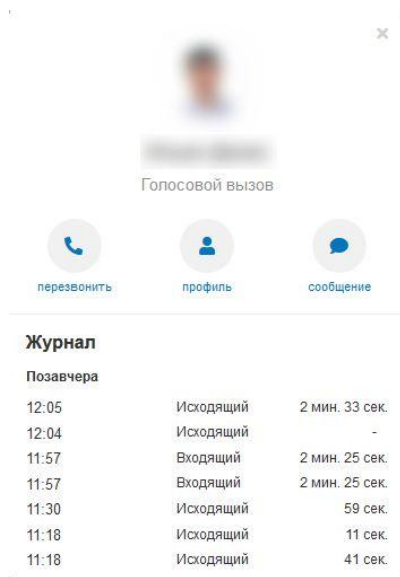 Голосовой вызов
перезвонить профиль сообщение
Журнал
Позавчера
12:05 Исходящий 2 мин. 33 сек.
12:04 Исходящий -
11:57 Входящий 2 мин. 25 сек.
11:57 Входящий 2 мин. 25 сек.
11:30 Исходящий 59 сек.
11:18 Исходящий 11 сек.
11:18 Исходящий 41 сек.